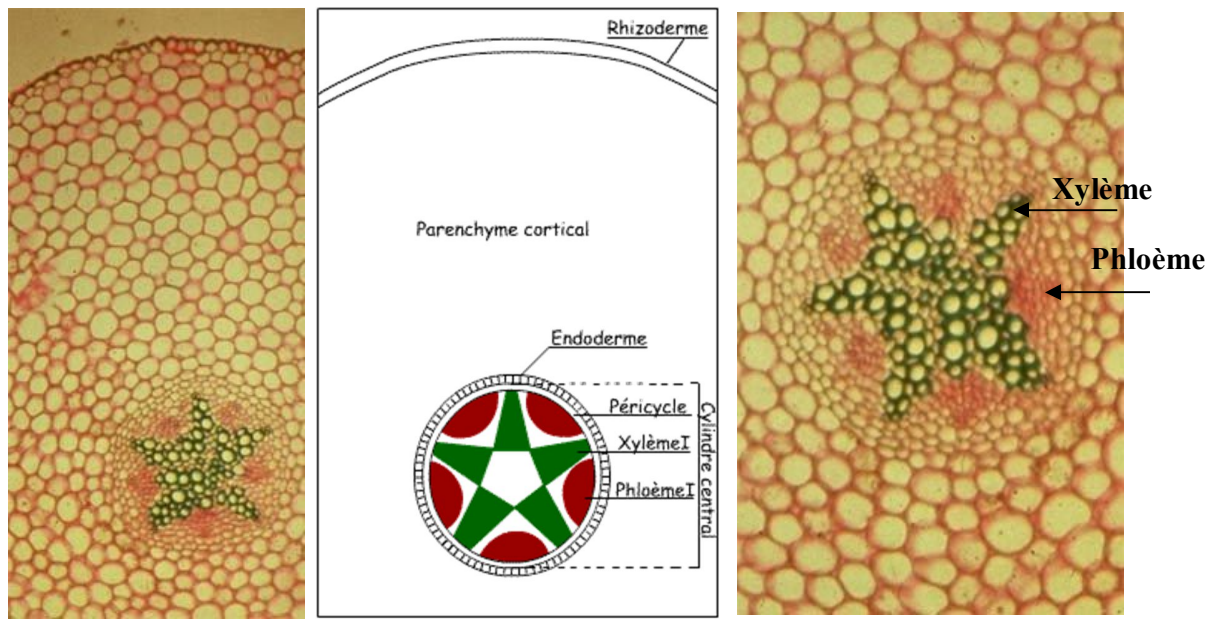 Rhizoderme
Parenchyme cortical
Endoderme
Péricycle
XylèmeI
PhloèmeI
Cylindre central
Xylème
Phloème